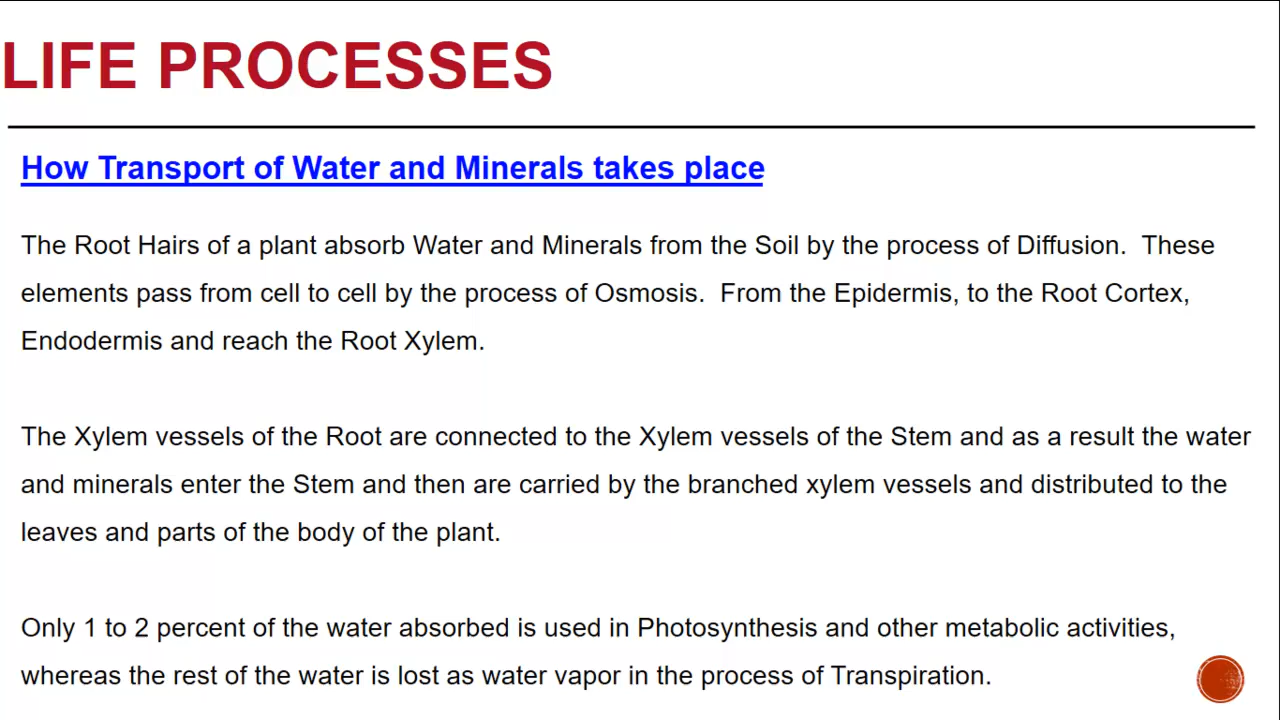 LIFE PROCESSES
How Transport of Water and Minerals takes place
The Root Hairs of a plant absorb Water and Minerals from the Soil by the process of Diffusion.  These
elements pass from cell to cell by the process of Osmosis.  From the Epidermis, to the Root Cortex,
Endodermis and reach the Root Xylem.
The Xylem vessels of the Root are connected to the Xylem vessels of the Stem and as a result the water
and minerals enter the Stem and then are carried by the branched xylem vessels and distributed to the
leaves and parts of the body of the plant.
Only 1 to 2 percent of the water absorbed is used in Photosynthesis and other metabolic activities,
whereas the rest of the water is lost as water vapor in the process of Transpiration.